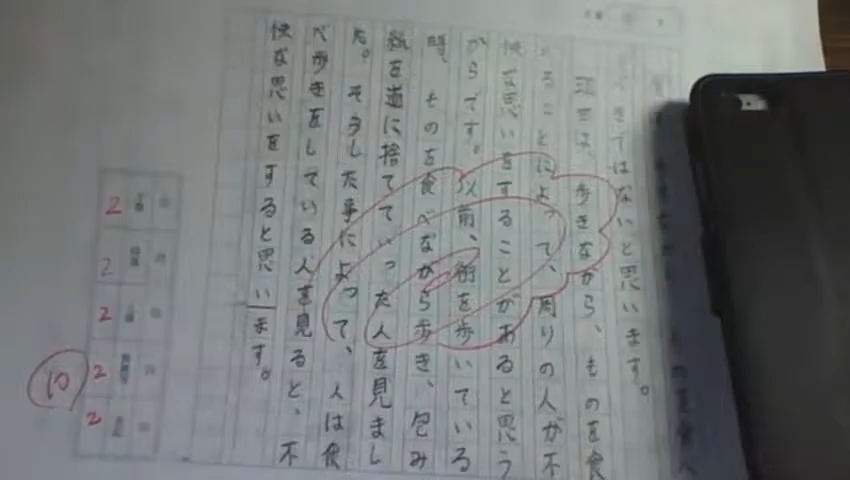 べきではないと思います。
理由は、歩きながら、ものを食
べることによって、周りの人が不
快な思いをすることがあると思う
からです。以前、街を歩いている
時、ものを食べながら歩き、包み
紙を道に捨てていった人を見まし
た。そうした事によって、人は食
べ歩きをしている人を見ると、不
快な思いをすると思います。
2
2
2
2
2
10